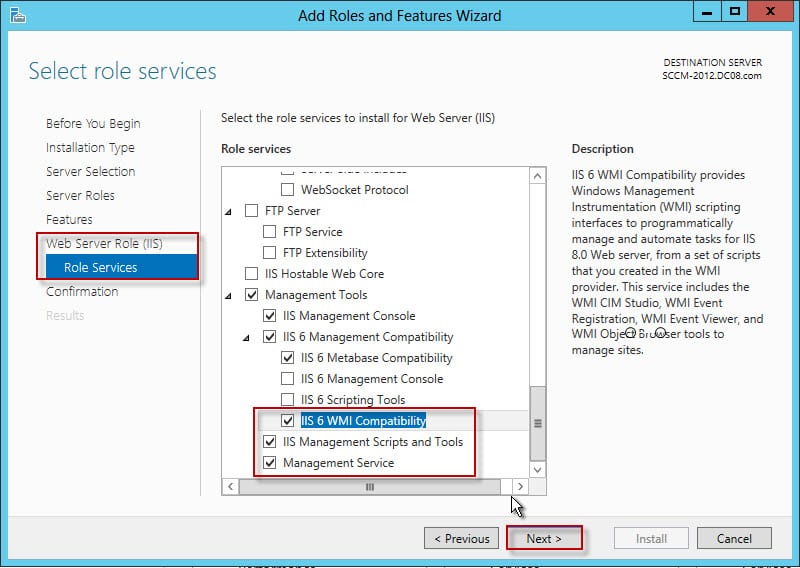 Add Roles and Features Wizard
Select role services
DESTINATION SERVER
SCCM-2012.DC08.com
Before You Begin
Installation Type
Server Selection
Server Roles
Features
Web Server Role (IIS)
Role Services
Confirmation
Results
Select the role services to install for Web Server (IIS)
Role services
WebSocket Protocol
FTP Server
FTP Service
FTP Extensibility
IIS Hostable Web Core
Management Tools
IIS Management Console
IIS 6 Management Compatibility
IIS 6 Metabase Compatibility
IIS 6 Management Console
IIS 6 Scripting Tools
IIS 6 WMI Compatibility
IIS Management Scripts and Tools
Management Service
Description
IIS 6 WMI Compatibility provides
Windows Management
Instrumentation (WMI) scripting
interfaces to programmatically
manage and automate tasks for IIS
8.0 Web server, from a set of scripts
that you created in the WMI
provider. This service includes the
WMI CIM Studio, WMI Event
Registration, WMI Event Viewer, and
WMI Object Browser tools to
manage sites.
< Previous
Next >
Install
Cancel